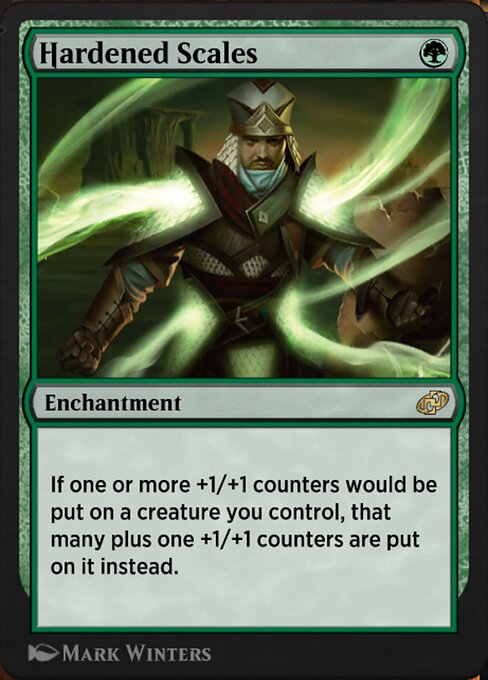 Hardened Scales
Enchantment
If one or more +1/+1 counters would be
put on a creature you control, that
many plus one +1/+1 counters are put
on it instead.
Mark Winters